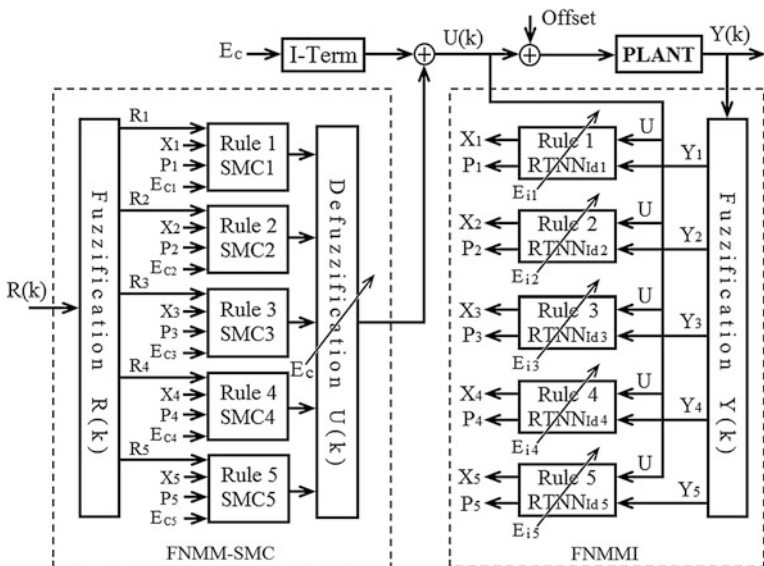 Offset
Ec
I-Term
+
U(k)
+
PLANT
Y(k)
R(k)
Fuzzification R(k)
R1
X1
P1
EC1
Rule 1
SMC1
R2
X2
P2
EC2
Rule 2
SMC2
R3
X3
P3
EC3
Rule 3
SMC3
R4
X4
P4
EC4
Rule 4
SMC4
R5
X5
P5
EC5
Rule 5
SMC5
Defuzzification U(k)
Ec
FNMM-SMC
X1
P1
Rule 1
RTNNId1
Ei1
U
Y1
X2
P2
Rule 2
RTNNId2
Ei2
U
Y2
X3
P3
Rule 3
RTNNId3
Ei3
U
Y3
X4
P4
Rule 4
RTNNId4
Ei4
U
Y4
X5
P5
Rule 5
RTNNId5
Ei5
U
Y5
Fuzzification Y(k)
FNMMI